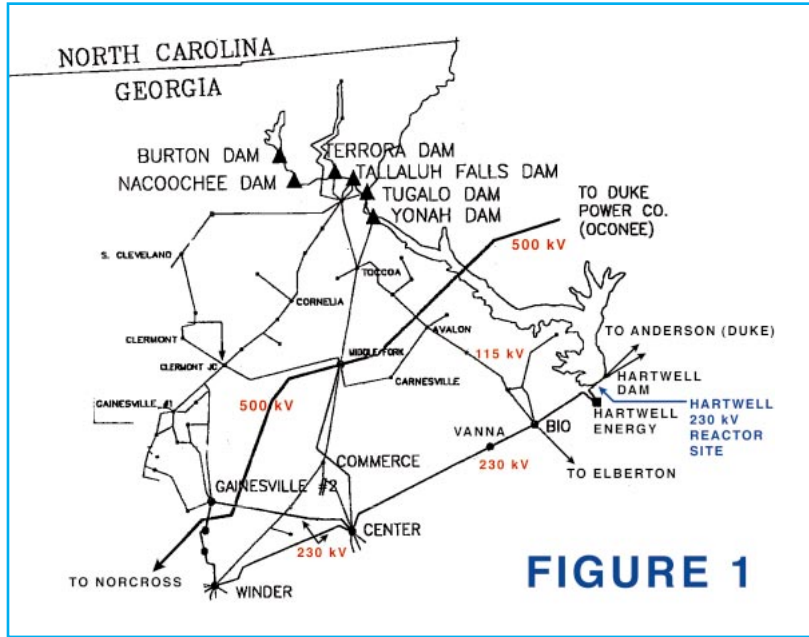 NORTH CAROLINA
GEORGIA
BURTON DAM
TERRORA DAM
NACOOCHEE DAM
TALLALUH FALLS DAM
TUGALO DAM
YONAH DAM
TO DUKE
POWER CO.
(OCONEE)
500 kV
S. CLEVELAND
TOCCOA
CORNELIA
AVALON
TO ANDERSON (DUKE)
CLERMONT
115 kV
MIDDLE/FORK
CLERMONT JC.
CARNESVILLE
HARTWELL
DAM
GAINESVILLE #1
500 kV
HARTWELL
ENERGY
HARTWELL
230 kV
REACTOR
SITE
VANNA
BIO
230 kV
COMMERCE
TO ELBERTON
GAINESVILLE #2
CENTER
230 kV
TO NORCROSS
WINDER
FIGURE 1